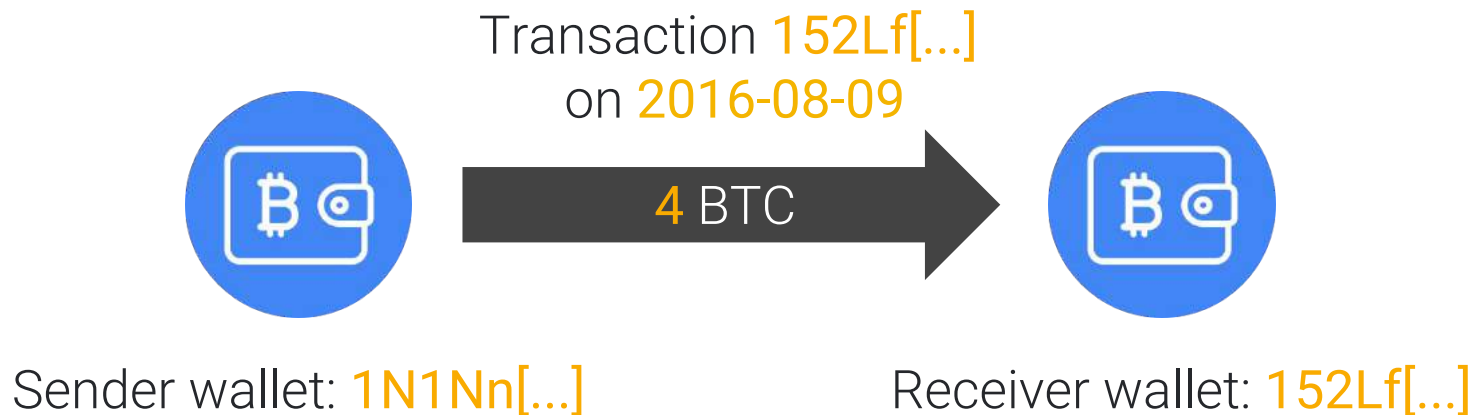 Transaction 152Lf[...]
on 2016-08-09
4 BTC
Sender wallet: 1N1Nn[...]
Receiver wallet: 152Lf[...]